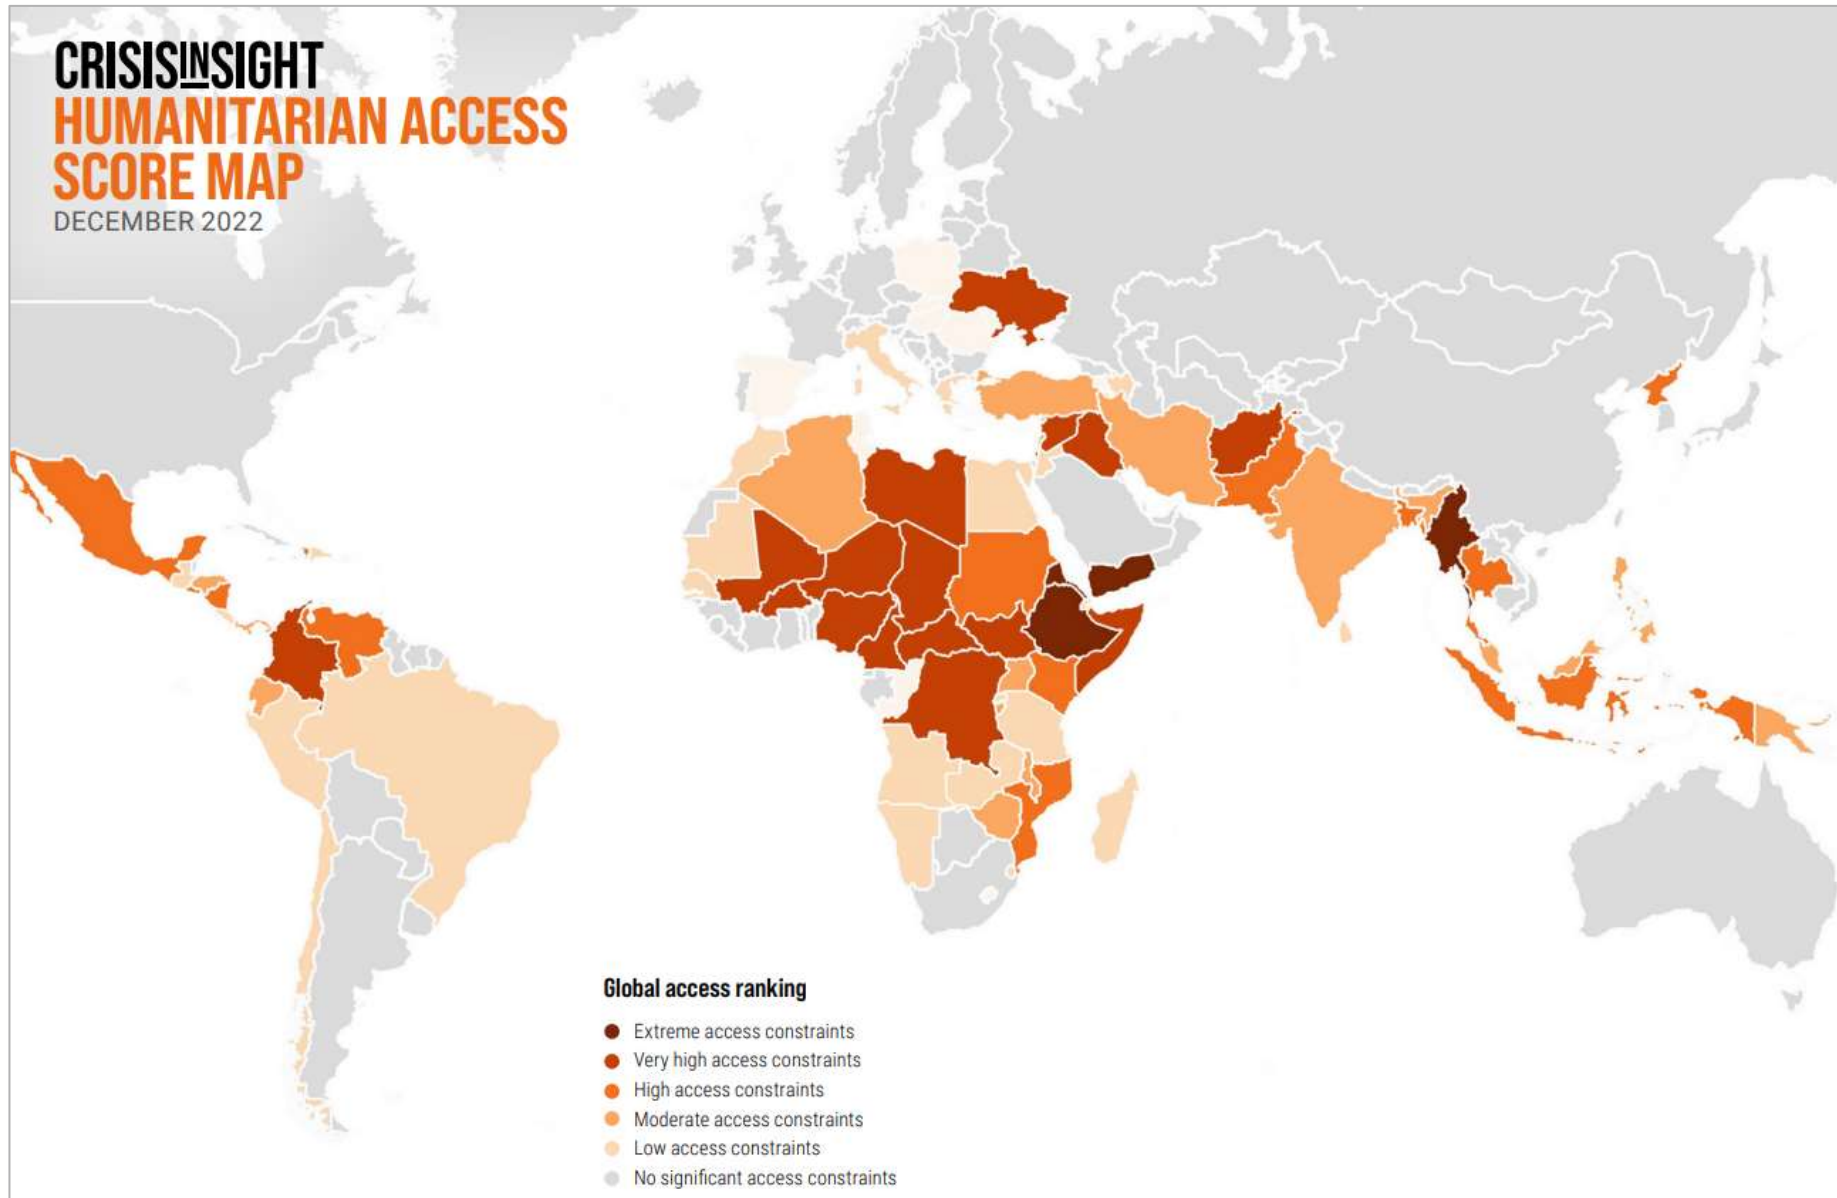 CRISISINSIGHT
HUMANITARIAN ACCESS
SCORE MAP
DECEMBER 2022
Global access ranking
Extreme access constraints
Very high access constraints
High access constraints
Moderate access constraints
Low access constraints
No significant access constraints